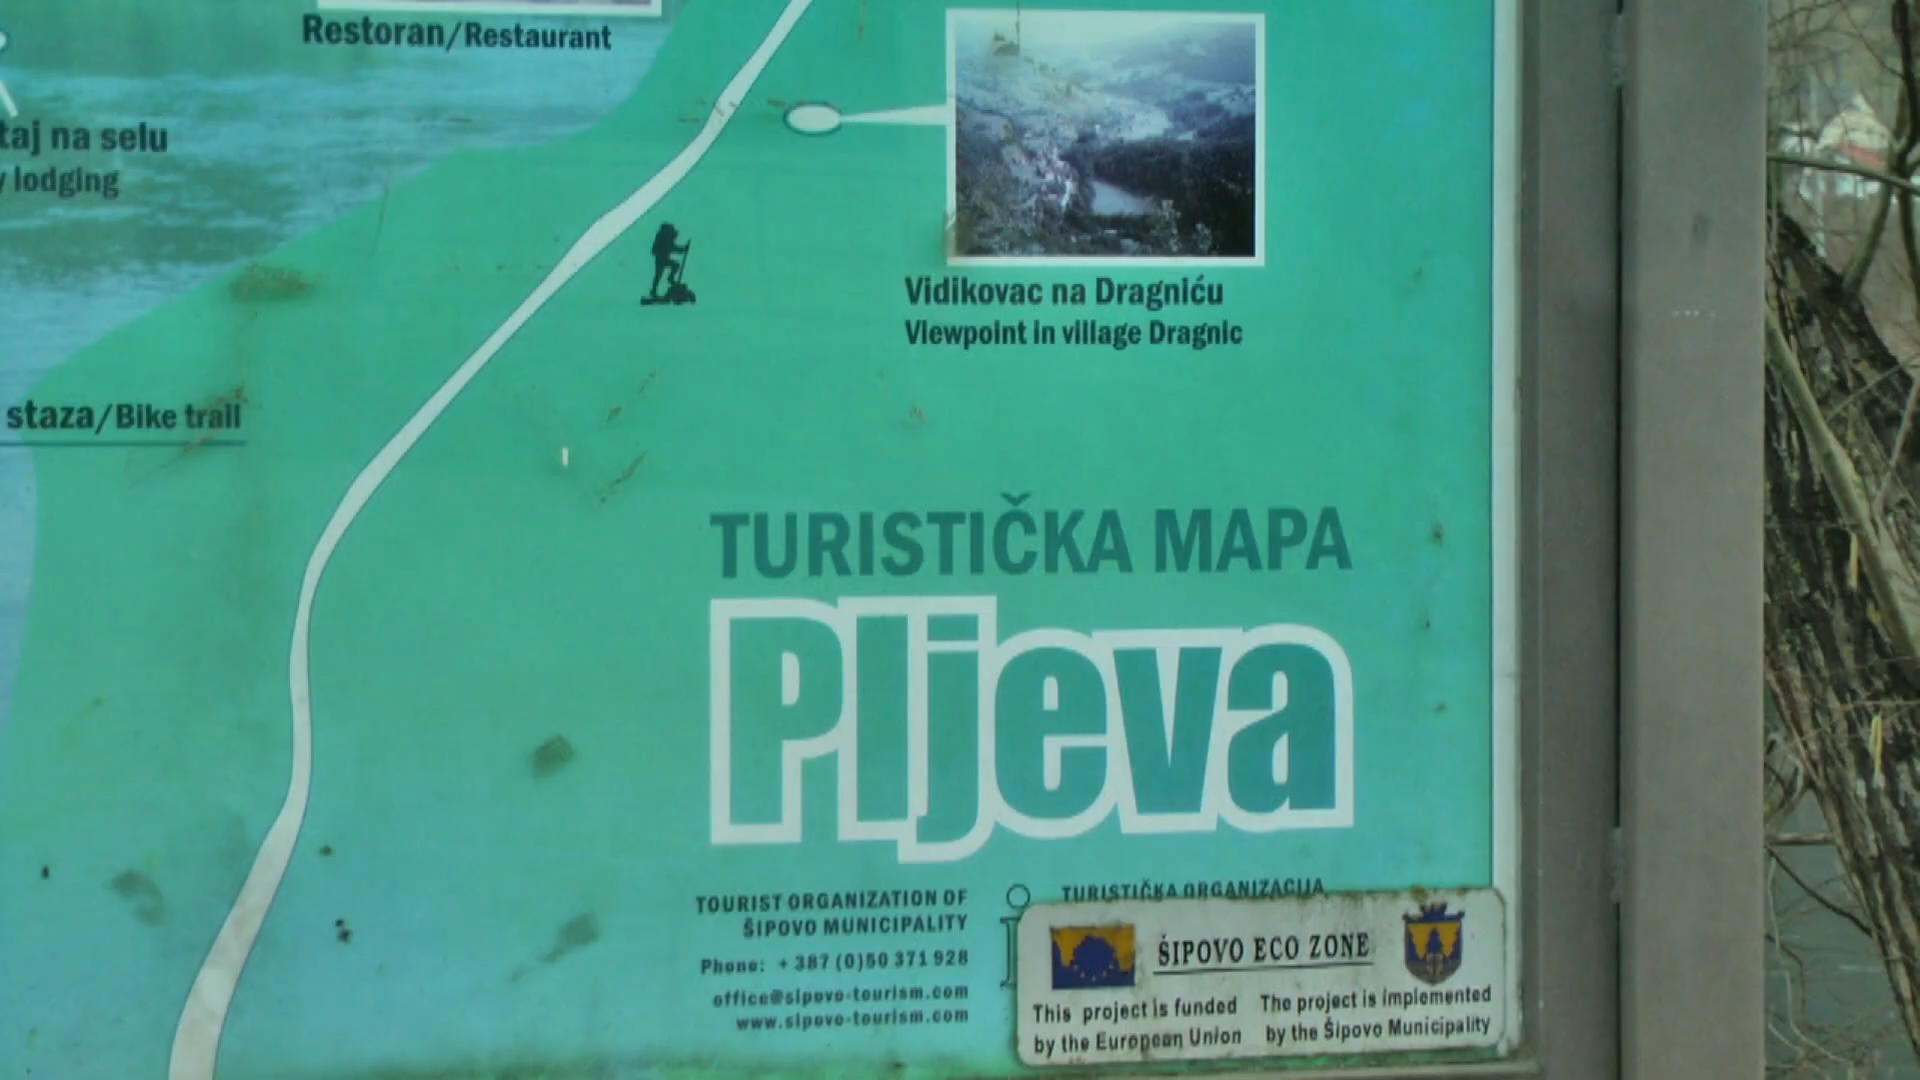 Restoran/Restaurant
taj na selu
lodging
Vidikovac na Dragniću
Viewpoint in village Dragnic
staza/Bike trail
TURISTIČKA MAPA
Pljeva
TOURIST ORGANIZATION OF
ŠIPOVO MUNICIPALITY
Phone: +387 (0)50 371 928
office@sipovo-tourism.com
www.sipovo-tourism.com
TURISTIČKA ORGANIZACIJA
ŠIPOVO ECO ZONE
This project is funded
by the European Union
The project is implemented
by the Šipovo Municipality